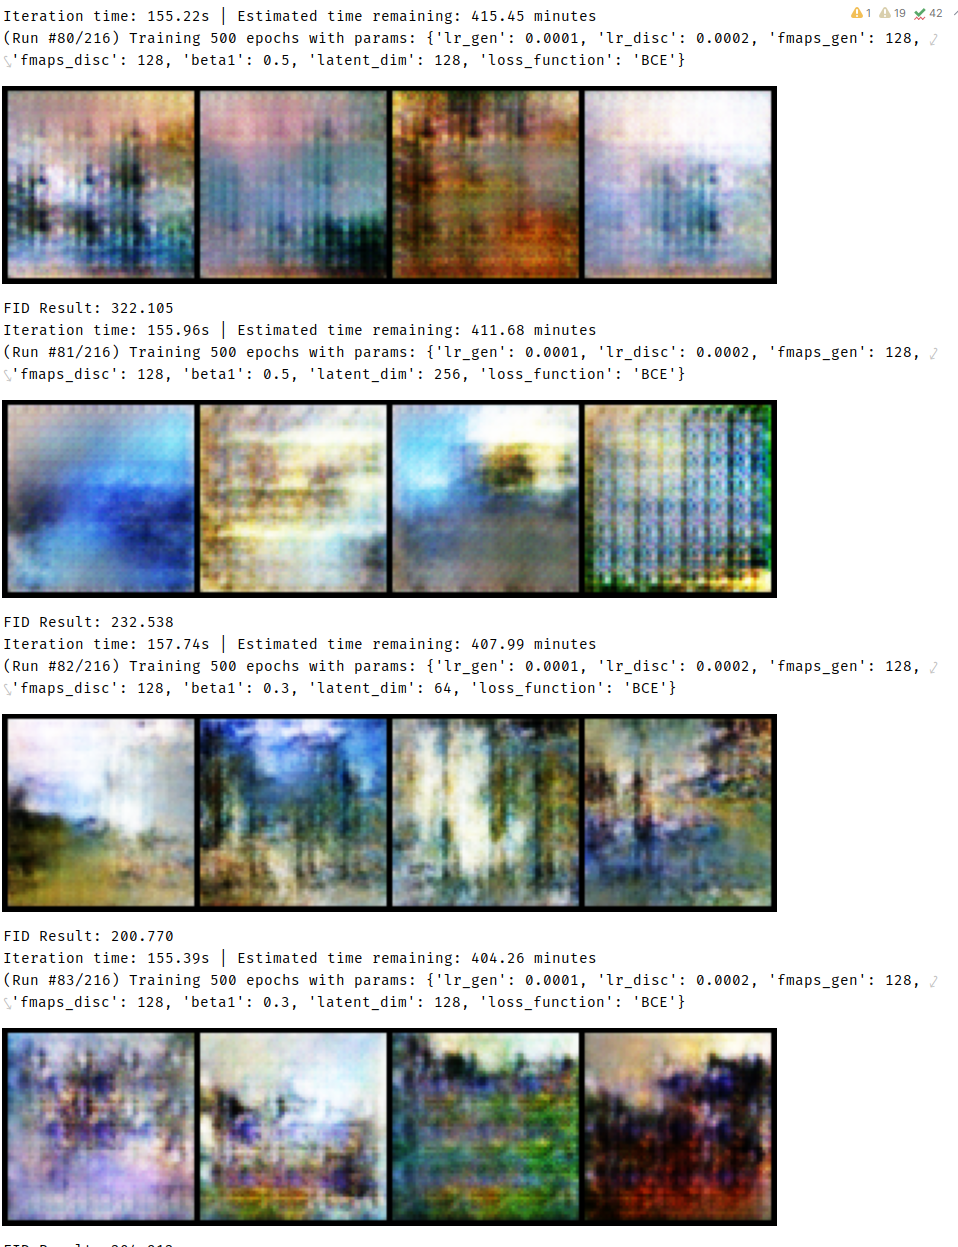 Iteration time: 155.22s | Estimated time remaining: 415.45 minutes
1 19 42
(Run #80/216) Training 500 epochs with params: {'lr_gen': 0.0001, 'lr_disc': 0.0002, 'fmaps_gen': 128,
'fmaps_disc': 128, 'beta1': 0.5, 'latent_dim': 128, 'loss_function': 'BCE'}
FID Result: 322.105
Iteration time: 155.96s | Estimated time remaining: 411.68 minutes
(Run #81/216) Training 500 epochs with params: {'lr_gen': 0.0001, 'lr_disc': 0.0002, 'fmaps_gen': 128,
'fmaps_disc': 128, 'beta1': 0.5, 'latent_dim': 256, 'loss_function': 'BCE'}
FID Result: 232.538
Iteration time: 157.74s | Estimated time remaining: 407.99 minutes
(Run #82/216) Training 500 epochs with params: {'lr_gen': 0.0001, 'lr_disc': 0.0002, 'fmaps_gen': 128,
'fmaps_disc': 128, 'beta1': 0.3, 'latent_dim': 64, 'loss_function': 'BCE'}
FID Result: 200.770
Iteration time: 155.39s | Estimated time remaining: 404.26 minutes
(Run #83/216) Training 500 epochs with params: {'lr_gen': 0.0001, 'lr_disc': 0.0002, 'fmaps_gen': 128,
'fmaps_disc': 128, 'beta1': 0.3, 'latent_dim': 128, 'loss_function': 'BCE'}
FID Result: